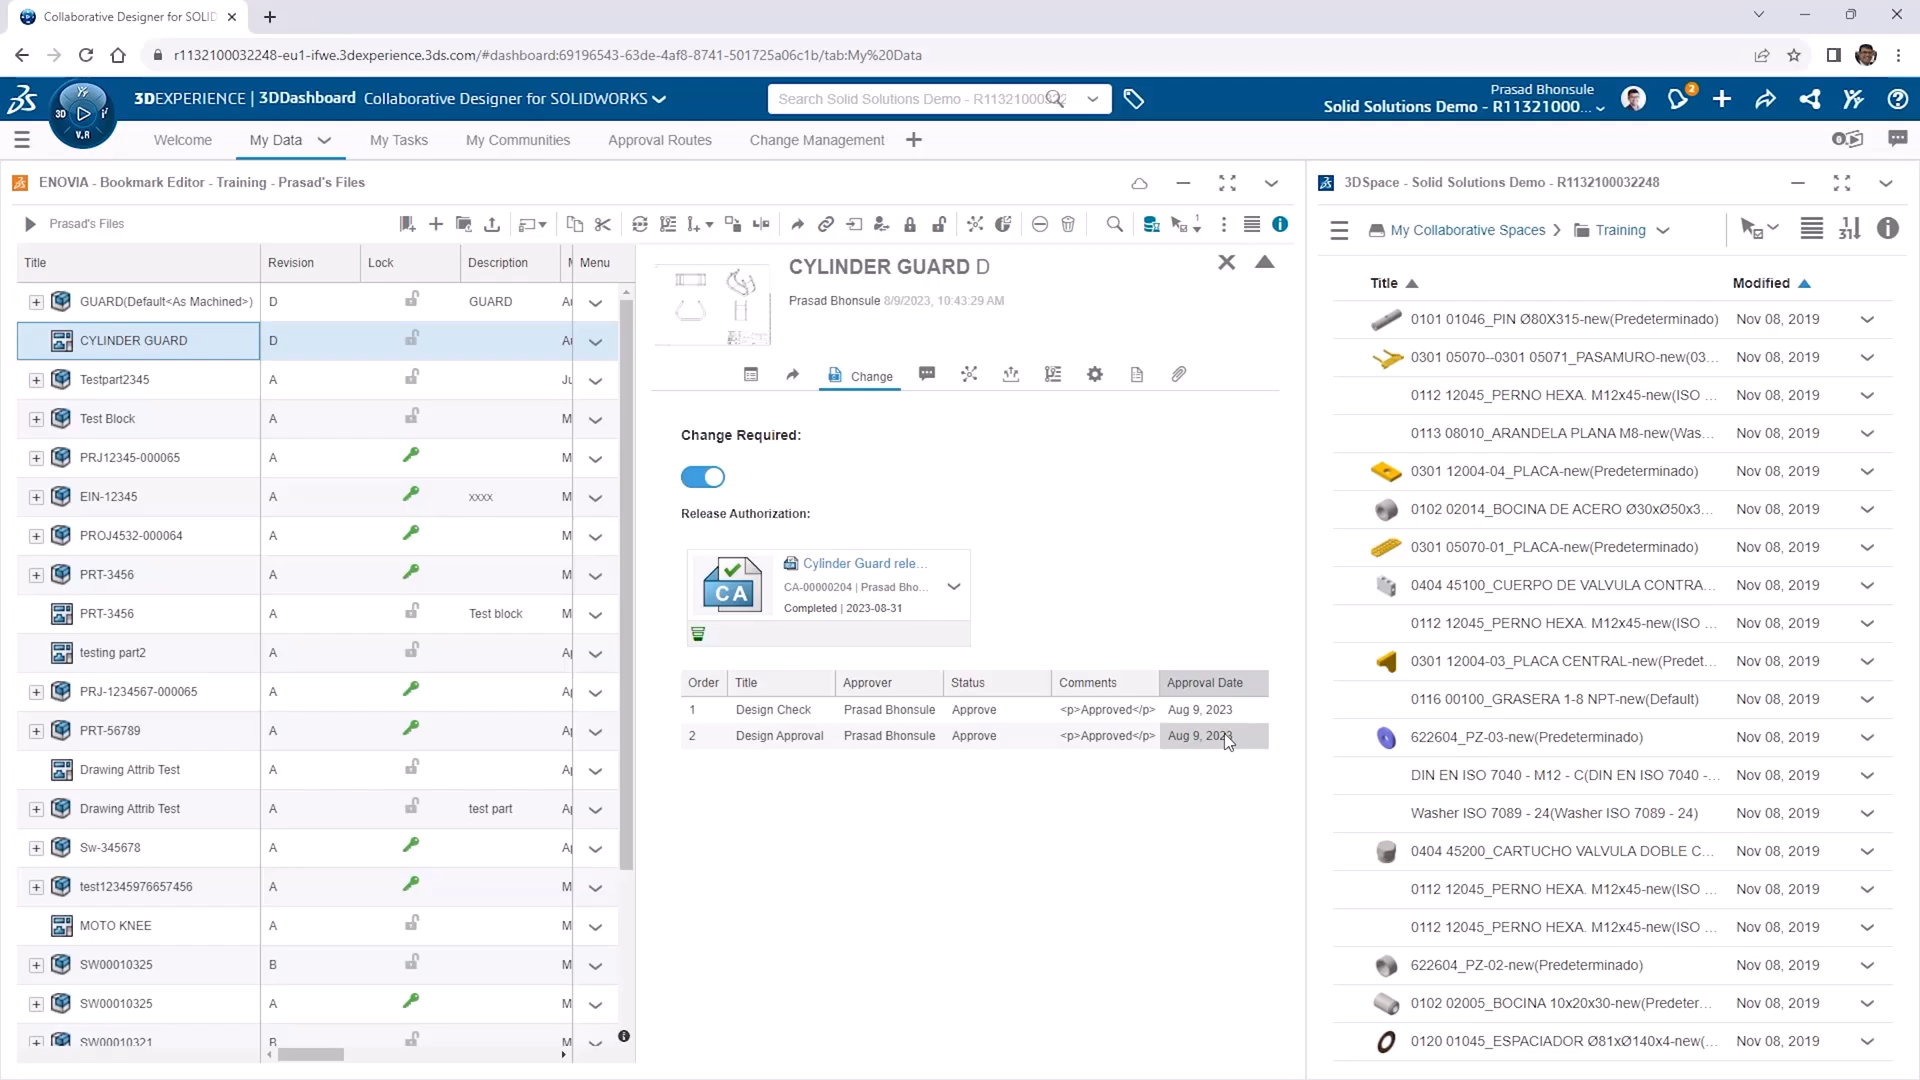 Collaborative Designer for SOLID
r1132100032248-eu1-ifwe.3dexperience.3ds.com/#dashboard:69196543-63de-4af8-8741-501725a06c1b/tab:My%20Data
3D
V,R
3DEXPERIENCE | 3DDashboard Collaborative Designer for SOLIDWORKS
Search Solid Solutions Demo - R11321000322
Prasad Bhonsule
Solid Solutions Demo - R11321000...
2
Welcome
My Data
My Tasks
My Communities
Approval Routes
Change Management
0
ENOVIA - Bookmark Editor - Training - Prasad's Files
Prasad's Files
1
Title Revision Lock Description Menu
GUARD(Default<As Machined>) D GUARD
CYLINDER GUARD D
Testpart2345 A
Test Block A
PRJ12345-000065 A M
EIN-12345 A xxxx M
PROJ4532-000064 A M
PRT-3456 A M
PRT-3456 A Test block M
testing part2 A
PRJ-1234567-000065 A
PRT-56789 A
Drawing Attrib Test A
Drawing Attrib Test A test part
Sw-345678 A
test12345976657456 A M
MOTO KNEE A M
SW00010325 B M
SW00010325 A M
SW00010321 B
CYLINDER GUARD D
Prasad Bhonsule 8/9/2023, 10:43:29 AM
Change
Change Required:
Release Authorization:
CA
Cylinder Guard rele...
CA-00000204 | Prasad Bho...
Completed | 2023-08-31
Order Title Approver Status Comments Approval Date
1 Design Check Prasad Bhonsule Approve <p>Approved</p> Aug 9, 2023
2 Design Approval Prasad Bhonsule Approve <p>Approved</p> Aug 9, 2023
3DSpace - Solid Solutions Demo - R1132100032248
My Collaborative Spaces > Training
31
Title Modified
0101 01046_PIN Ø80X315-new(Predeterminado) Nov 08, 2019
0301 05070--0301 05071_PASAMURO-new(03... Nov 08, 2019
0112 12045_PERNO HEXA. M12x45-new(ISO ... Nov 08, 2019
0113 08010_ARANDELA PLANA M8-new(Was... Nov 08, 2019
0301 12004-04_PLACA-new(Predeterminado) Nov 08, 2019
0102 02014_BOCINA DE ACERO Ø30xØ50x3... Nov 08, 2019
0301 05070-01_PLACA-new(Predeterminado) Nov 08, 2019
0404 45100_CUERPO DE VALVULA CONTRA... Nov 08, 2019
0112 12045_PERNO HEXA. M12x45-new(ISO ... Nov 08, 2019
0301 12004-03_PLACA CENTRAL-new(Predet... Nov 08, 2019
0116 00100_GRASERA 1-8 NPT-new(Default) Nov 08, 2019
622604_PZ-03-new(Predeterminado) Nov 08, 2019
DIN EN ISO 7040 - M12 - C(DIN EN ISO 7040 -... Nov 08, 2019
Washer ISO 7089 - 24(Washer ISO 7089 - 24) Nov 08, 2019
0404 45200_CARTUCHO VALVULA DOBLE C... Nov 08, 2019
0112 12045_PERNO HEXA. M12x45-new(ISO ... Nov 08, 2019
0112 12045_PERNO HEXA. M12x45-new(ISO ... Nov 08, 2019
622604_PZ-02-new(Predeterminado) Nov 08, 2019
0102 02005_BOCINA 10x20x30-new(Predeter... Nov 08, 2019
0120 01045_ESPACIADOR Ø81xØ140x4-new(... Nov 08, 2019